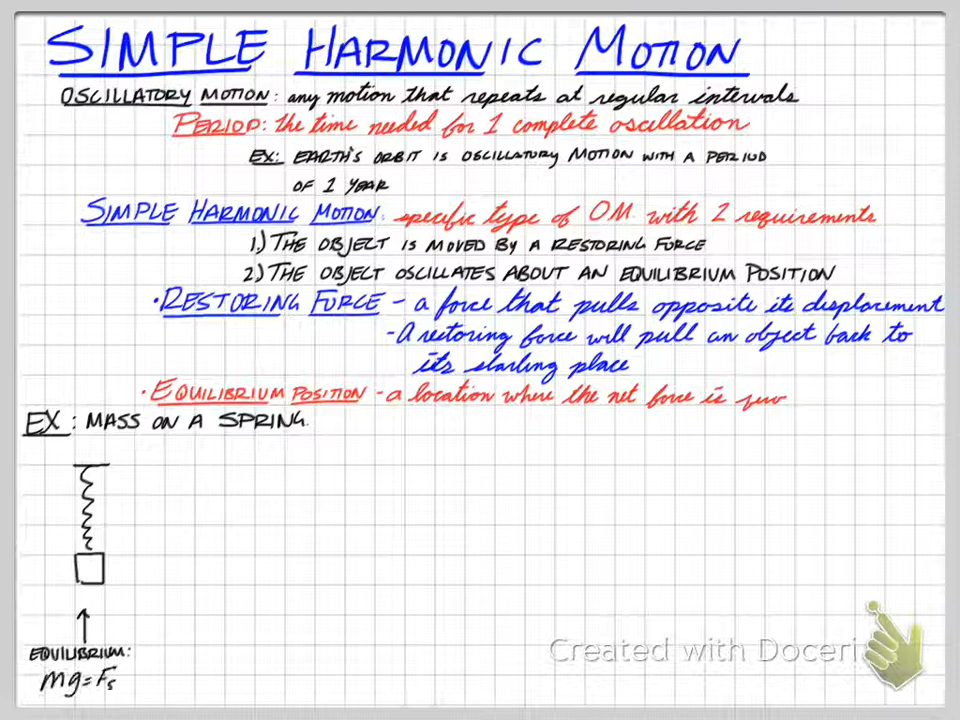 SIMPLE HARMONIC MOTION
OSCILLATORY MOTION: any motion that repeats at regular intervals
PERIOD: the time needed for 1 complete oscillation
EX: EARTH'S ORBIT IS OSCILLATORY MOTION WITH A PERIOD
OF 1 YEAR
SIMPLE HARMONIC MOTION: specific type of OM with 2 requirements
1.) THE OBJECT IS MOVED BY A RESTORING FORCE
2.) THE OBJECT OSCILLATES ABOUT AN EQUILIBRIUM POSITION
• RESTORING FORCE - a force that pulls opposite its displacement
- A restoring force will pull an object back to
its starting place
• EQUILIBRIUM POSITION - a location where the net force is zero
EX: MASS ON A SPRING.
EQUILIBRIUM:
mg = Fs
Created with Doceri